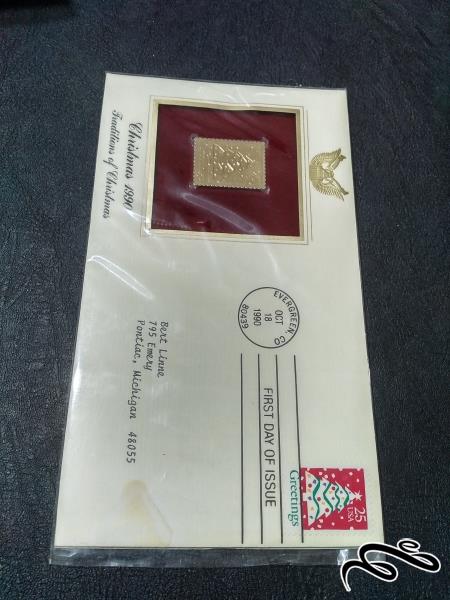 Christmas 1990
Traditions of Christmas
EVERGREEN, CO
OCT
18
1990
80439
FIRST DAY OF ISSUE
Greetings
25
USA
Bert Linne
795 Emery
Pontiac, Michigan 48055